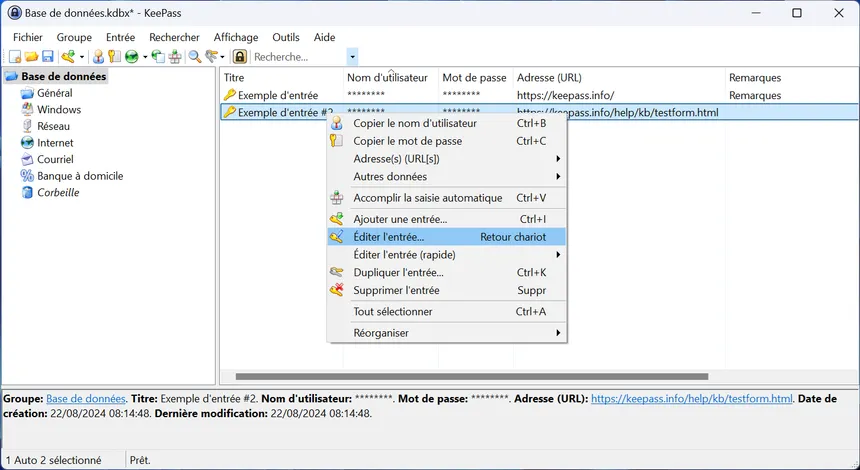 Base de données.kdbx* - KeePass
Fichier Groupe Entrée Rechercher Affichage Outils Aide
Recherche...
Base de données
Général
Windows
Réseau
Internet
Courriel
Banque à domicile
Corbeille
Titre Nom d'utilisateur Mot de passe Adresse (URL) Remarques
Exemple d'entrée ******** ******** https://keepass.info/ Remarques
Exemple d'entrée #2 ******** ******** https://keepass.info/help/kb/testform.html
Copier le nom d'utilisateur Ctrl+B
Copier le mot de passe Ctrl+C
Adresse(s) (URL[s])
Autres données
Accomplir la saisie automatique Ctrl+V
Ajouter une entrée... Ctrl+I
Éditer l'entrée... Retour chariot
Éditer l'entrée (rapide)
Dupliquer l'entrée... Ctrl+K
Supprimer l'entrée Suppr
Tout sélectionner Ctrl+A
Réorganiser
Groupe: Base de données. Titre: Exemple d'entrée #2. Nom d'utilisateur: ********. Mot de passe: ********. Adresse (URL): https://keepass.info/help/kb/testform.html. Date de
création: 22/08/2024 08:14:48. Dernière modification: 22/08/2024 08:14:48.
1 Auto 2 sélectionné Prêt.